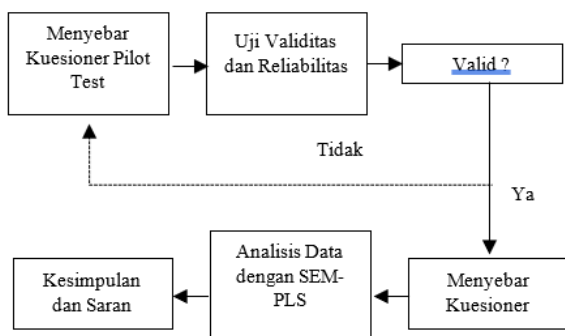 Menyebar
Kuesioner Pilot
Test
Uji Validitas
dan Reliabilitas
Valid ?
Tidak
Ya
Menyebar
Kuesioner
Analisis Data
dengan SEM-
PLS
Kesimpulan
dan Saran